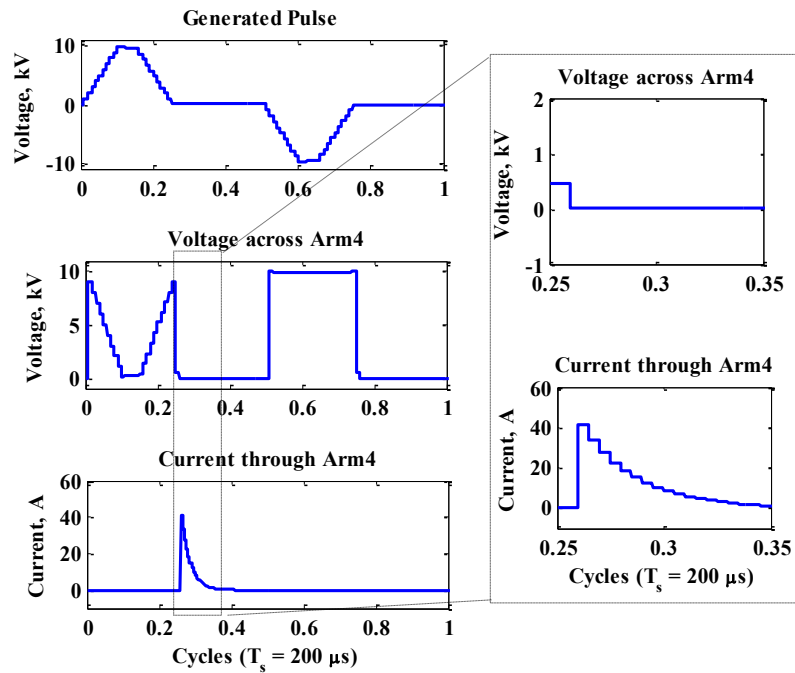 Generated Pulse
Voltage, kV
10
0
-10
0 0.2 0.4 0.6 0.8 1
Voltage across Arm4
Voltage, kV
10
5
0
0 0.2 0.4 0.6 0.8 1
Current through Arm4
Current, A
60
40
20
0
0 0.2 0.4 0.6 0.8 1
Cycles (Ts = 200 μs)
Voltage across Arm4
Voltage, kV
2
1
0
-1
0.25 0.3 0.35
Current through Arm4
Current, A
60
40
20
0
0.25 0.3 0.35
Cycles (Ts = 200 μs)